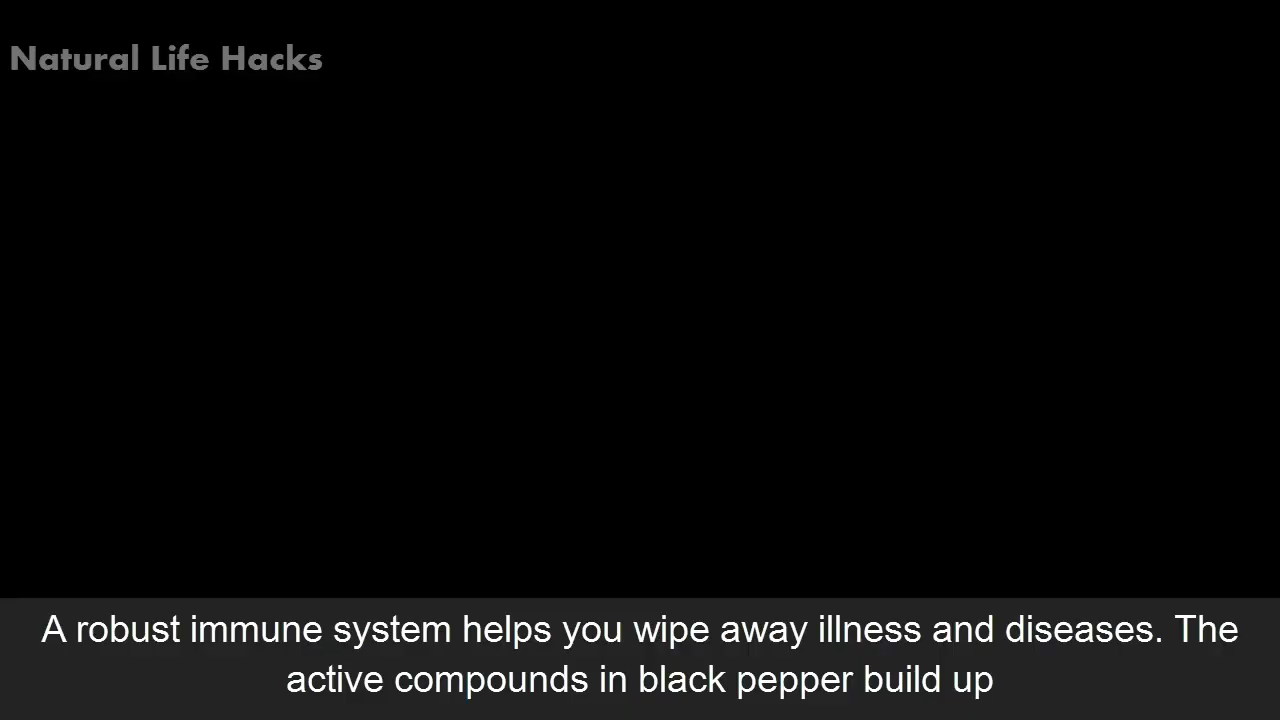 Natural Life Hacks
A robust immune system helps you wipe away illness and diseases. The
active compounds in black pepper build up